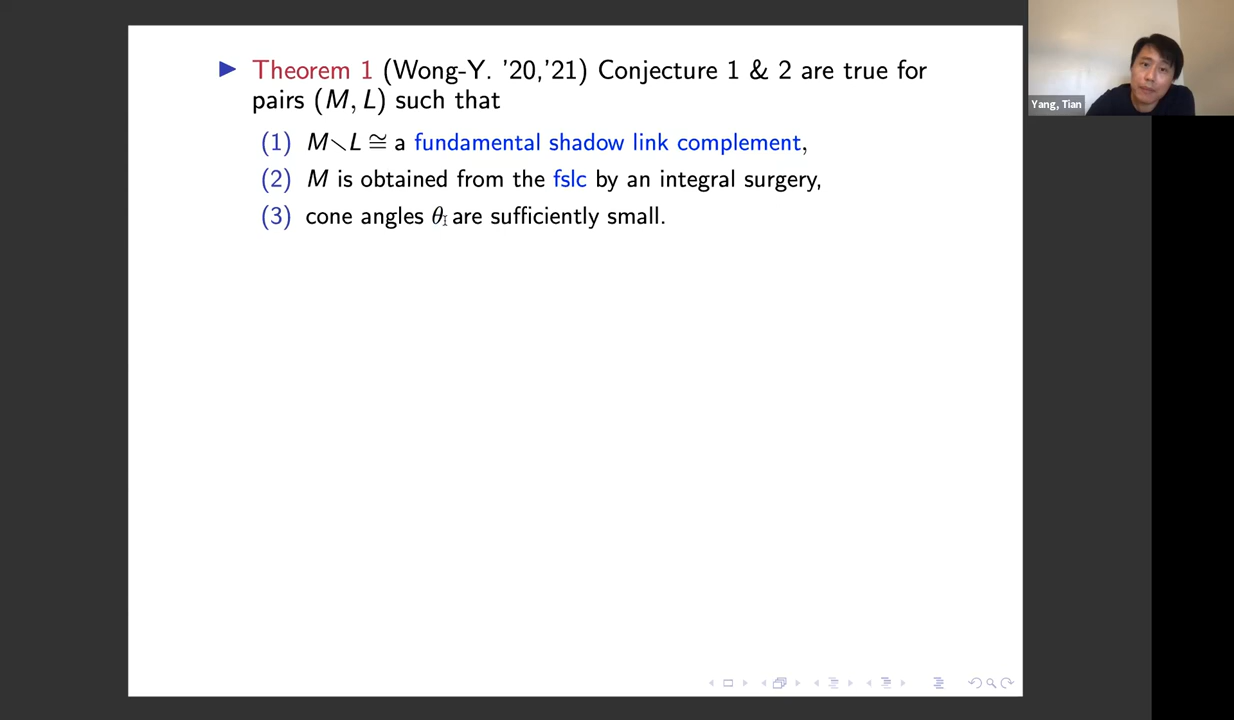 ▶ Theorem 1 (Wong-Y. '20,'21) Conjecture 1 & 2 are true for
pairs (M, L) such that
(1) M∖L ≅ a fundamental shadow link complement,
(2) M is obtained from the fslc by an integral surgery,
(3) cone angles θ are sufficiently small.
Yang, Tian